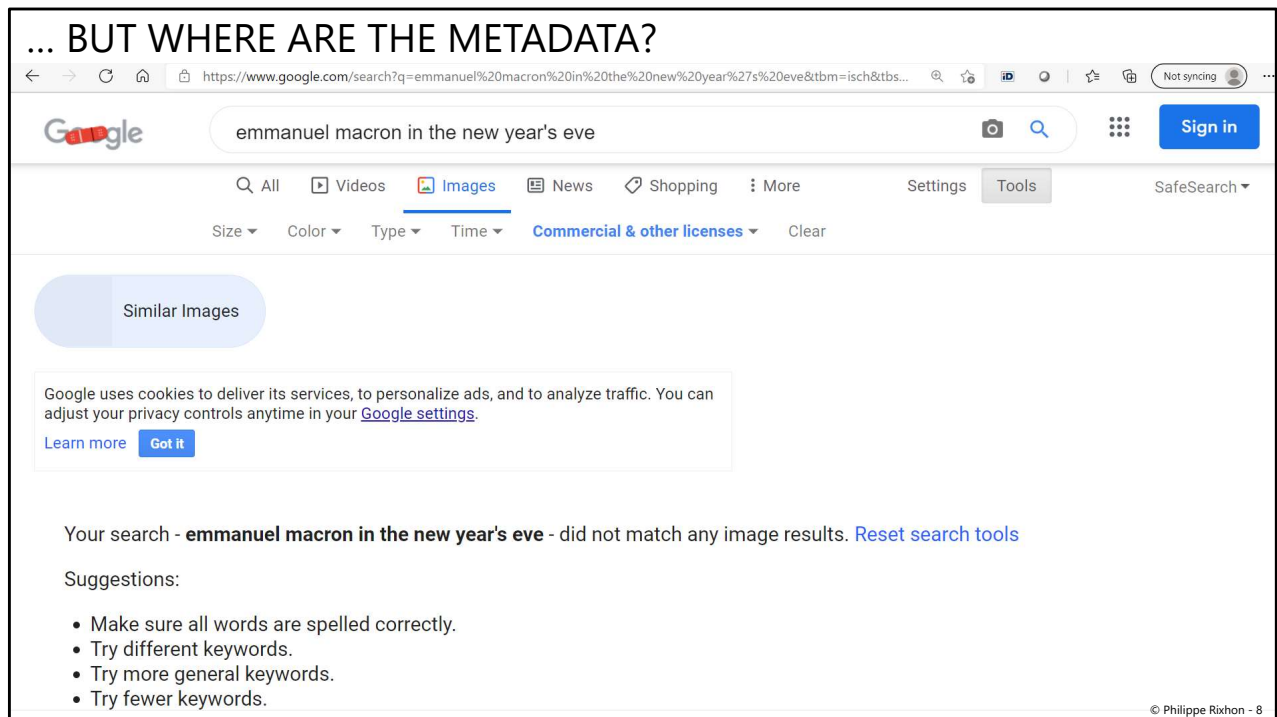 ... BUT WHERE ARE THE METADATA?
https://www.google.com/search?q=emmanuel%20macron%20in%20the%20new%20year%27s%20eve&tbm=isch&tbs...
Not syncing
Google
emmanuel macron in the new year's eve
Sign in
All Videos Images News Shopping More Settings Tools SafeSearch
Size Color Type Time Commercial & other licenses Clear
Similar Images
Google uses cookies to deliver its services, to personalize ads, and to analyze traffic. You can
adjust your privacy controls anytime in your Google settings.
Learn more Got it
Your search - emmanuel macron in the new year's eve - did not match any image results. Reset search tools
Suggestions:
• Make sure all words are spelled correctly.
• Try different keywords.
• Try more general keywords.
• Try fewer keywords.
© Philippe Rixhon - 8